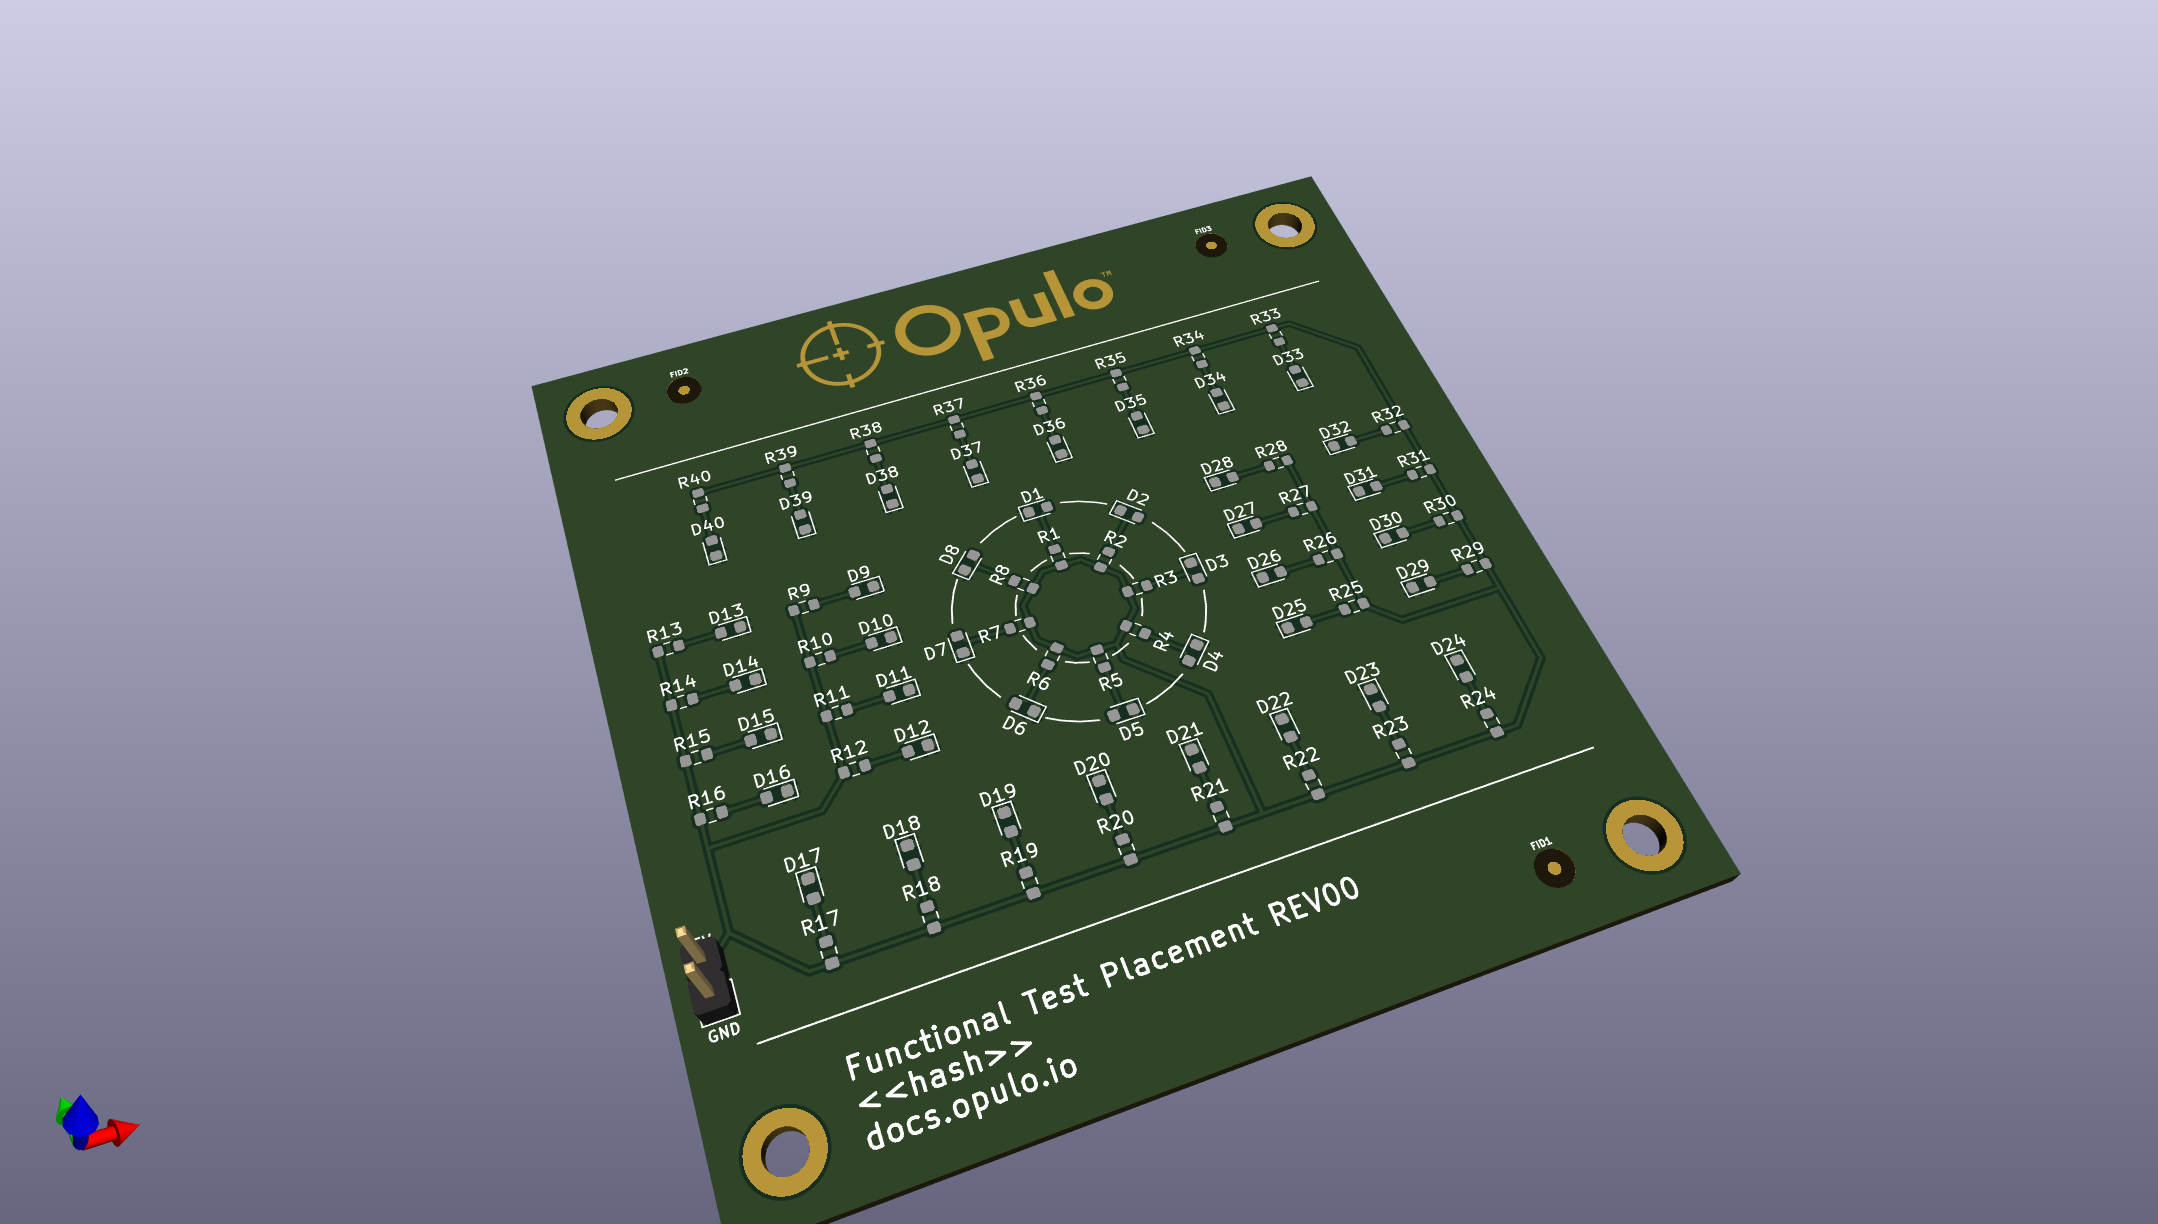 FID3
FID2
Opulo™
R33
R34
R35
R36
R37
R38
R39
R40
D33
D34
D35
D36
D37
D38
D39
D40
D32 R32
D28 R28
D31 R31
D27 R27
D30 R30
D26 R26
D29 R29
D25 R25
D1 D2
R1 R2
D8 R8 R3 D3
D7 R7 R4 D4
R6 R5
D6 D5
R9 D9
R13 D13
R10 D10
R14 D14
R11 D11
R15 D15
R12 D12
R16 D16
D24
D23
D22
D21
D20
D19
D18
D17
R24
R23
R22
R21
R20
R19
R18
R17
FID1
GND
Functional Test Placement REV00
<<hash>>
docs.opulo.io